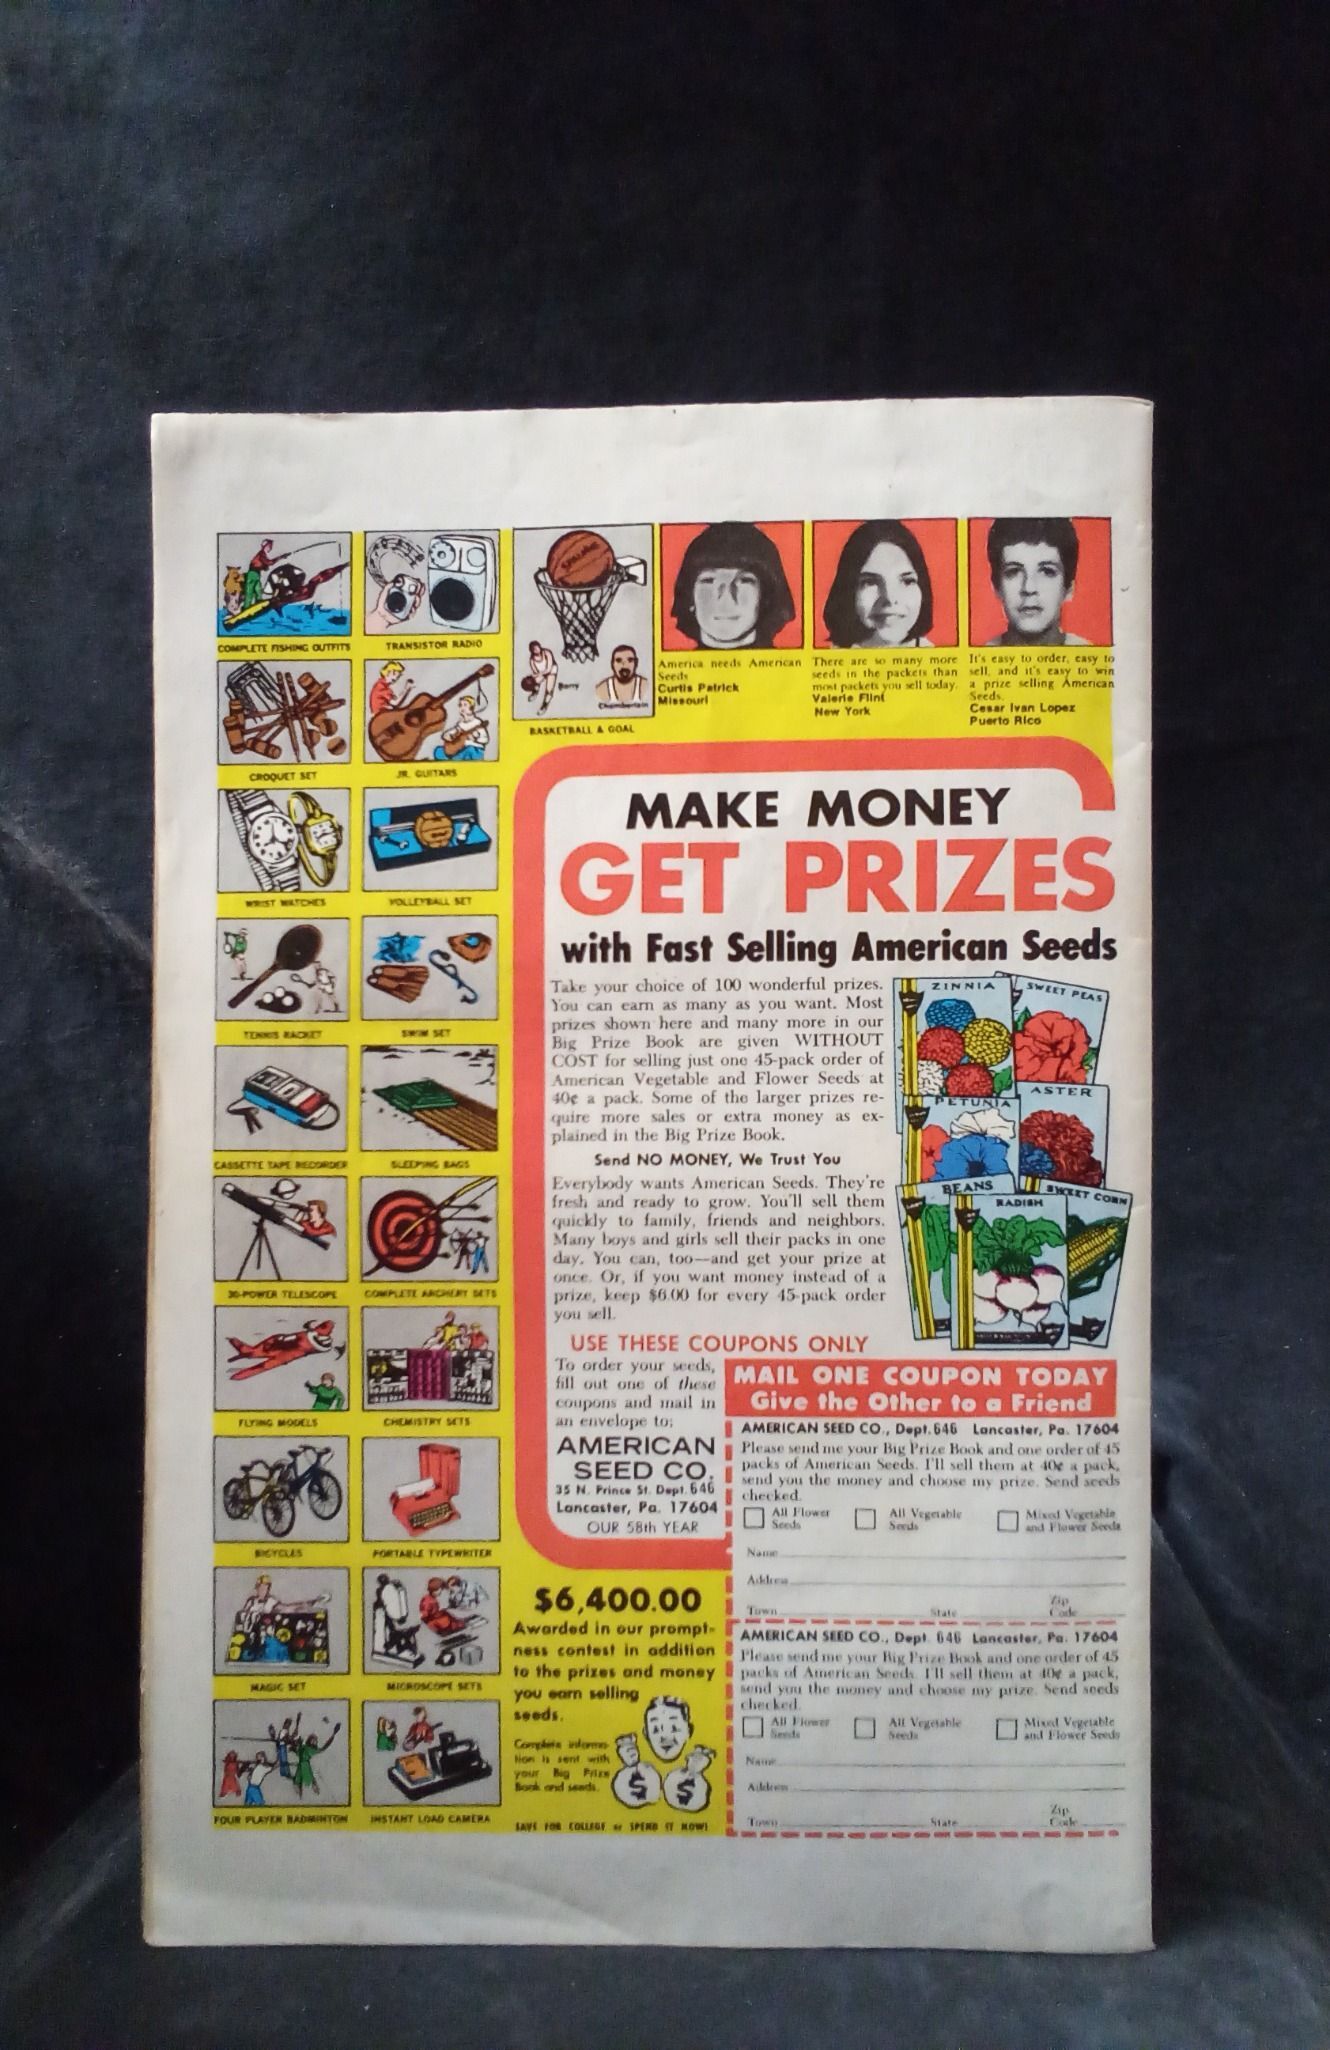 COMPLETE FISHING OUTFITS
TRANSISTOR RADIO
CROQUET SET
JR. GUITARS
WRIST WATCHES
VOLLEYBALL SET
TENNIS RACKET
SWIM SET
CASSETTE TAPE RECORDER
SLEEPING BAGS
30-POWER TELESCOPE
COMPLETE ARCHERY SETS
FLYING MODELS
CHEMISTRY SETS
BICYCLES
PORTABLE TYPEWRITER
MAGIC SET
MICROSCOPE SETS
FOUR PLAYER BADMINTON
INSTANT LOAD CAMERA
SPALDING
Barry
Chamberlain
BASKETBALL & GOAL
America needs American
Seeds
Curtis Patrick
Missouri
There are so many more
seeds in the packets than
most packets you sell today.
Valerie Flint
New York
It's easy to order, easy to
sell, and it's easy to win
a prize selling American
Seeds.
Cesar Ivan Lopez
Puerto Rico
MAKE MONEY
GET PRIZES
with Fast Selling American Seeds
Take your choice of 100 wonderful prizes.
You can earn as many as you want. Most
prizes shown here and many more in our
Big Prize Book are given WITHOUT
COST for selling just one 45-pack order of
American Vegetable and Flower Seeds at
40¢ a pack. Some of the larger prizes re-
quire more sales or extra money as ex-
plained in the Big Prize Book.
Send NO MONEY, We Trust You
Everybody wants American Seeds. They're
fresh and ready to grow. You'll sell them
quickly to family, friends and neighbors.
Many boys and girls sell their packs in one
day. You can, too—and get your prize at
once. Or, if you want money instead of a
prize, keep $6.00 for every 45-pack order
you sell.
ZINNIA
SWEET PEAS
PETUNIA
ASTER
BEANS
RADISH
SWEET CORN
USE THESE COUPONS ONLY
To order your seeds,
fill out one of these
coupons and mail in
an envelope to:
AMERICAN
SEED CO.
35 N. Prince St. Dept. 646
Lancaster, Pa. 17604
OUR 58th YEAR
MAIL ONE COUPON TODAY
Give the Other to a Friend
AMERICAN SEED CO., Dept. 646 Lancaster, Pa. 17604
Please send me your Big Prize Book and one order of 45
packs of American Seeds. I'll sell them at 40¢ a pack,
send you the money and choose my prize. Send seeds
checked.
All Flower
Seeds
All Vegetable
Seeds
Mixed Vegetable
and Flower Seeds
Name
Address
Town State Zip
Code
AMERICAN SEED CO., Dept. 646 Lancaster, Pa. 17604
Please send me your Big Prize Book and one order of 45
packs of American Seeds. I'll sell them at 40¢ a pack,
send you the money and choose my prize. Send seeds
checked.
All Flower
Seeds
All Vegetable
Seeds
Mixed Vegetable
and Flower Seeds
Name
Address
Town State Zip
Code
$6,400.00
Awarded in our prompt-
ness contest in addition
to the prizes and money
you earn selling
seeds.
Complete informa-
tion is sent with
your Big Prize
Book and seeds.
$ $
SAVE FOR COLLEGE or SPEND IT NOW!